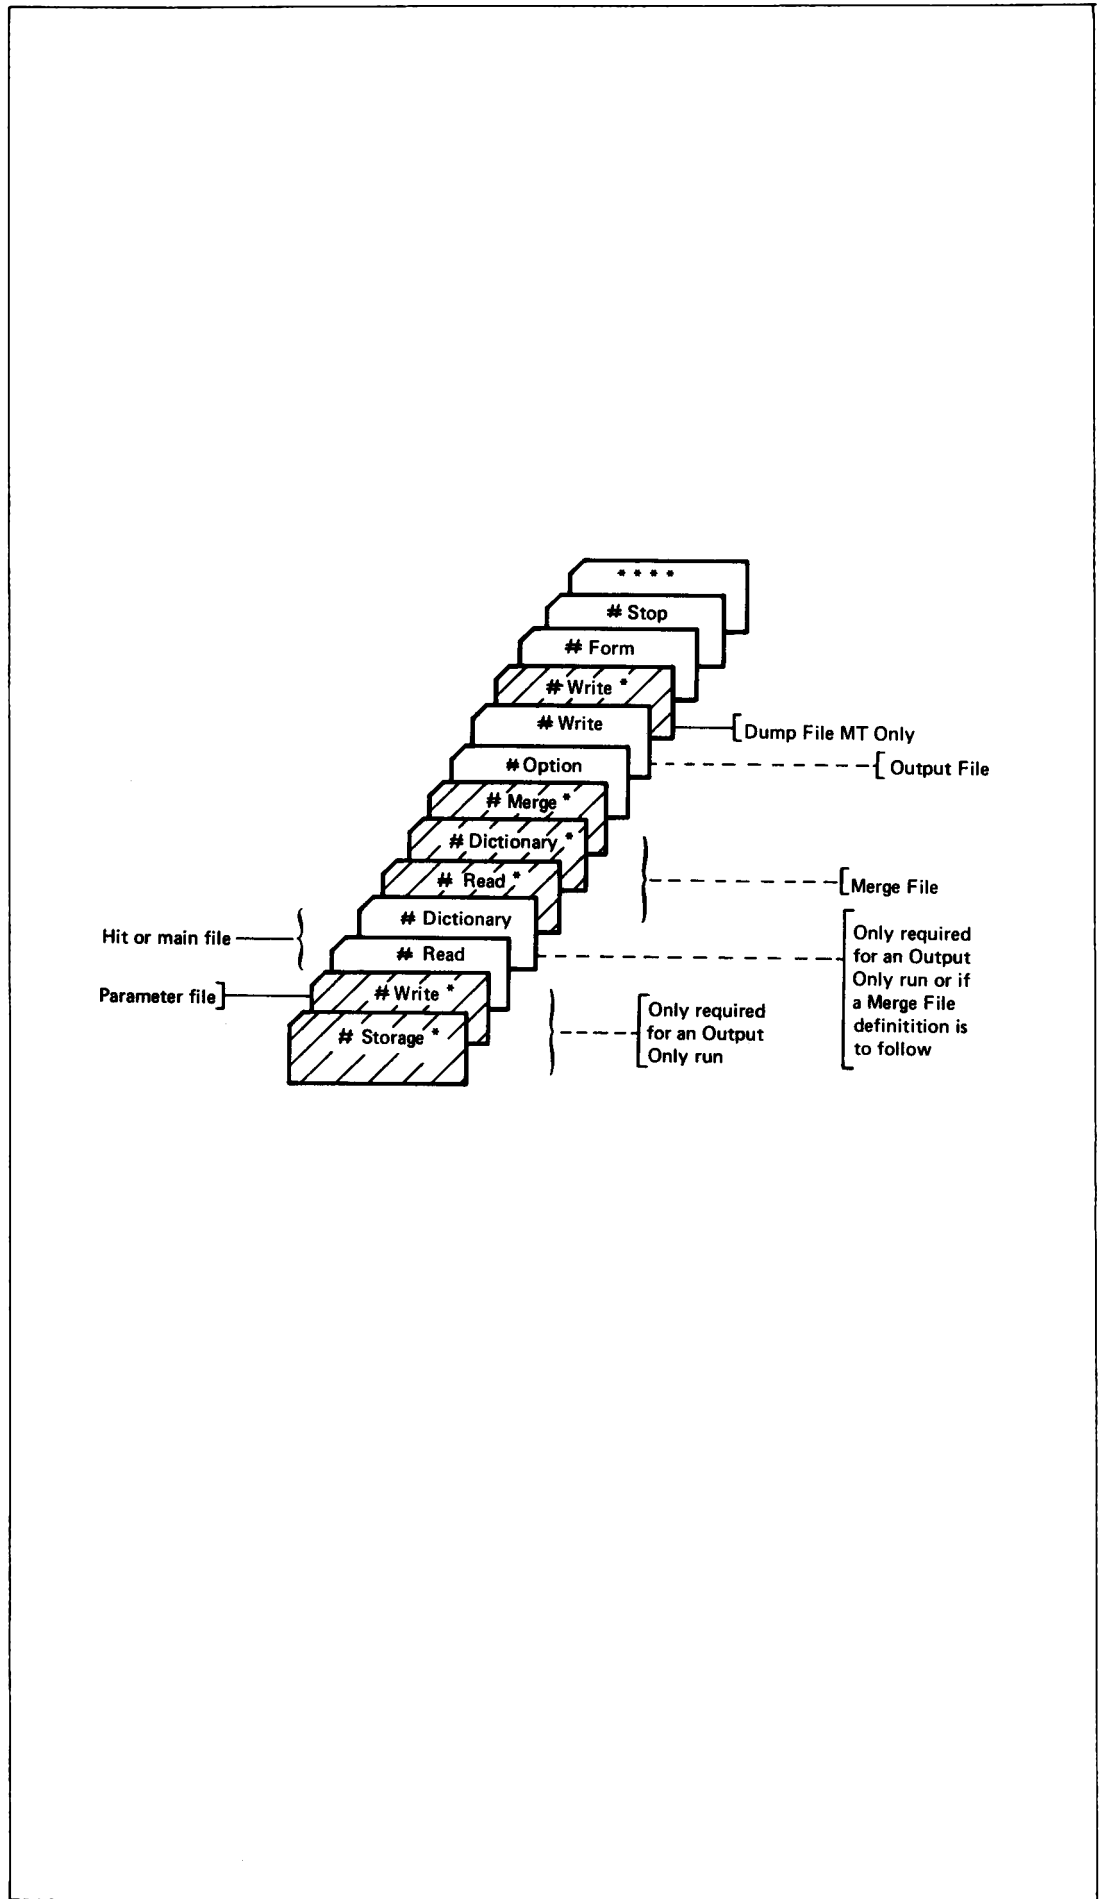 * * * *
# Stop
# Form
# Write *
# Write
Dump File MT Only
# Option
Output File
# Merge *
# Dictionary *
# Read *
Merge File
# Dictionary
Hit or main file
# Read
Only required
for an Output
Only run or if
a Merge File
definitition is
to follow
# Write *
Parameter file
# Storage *
Only required
for an Output
Only run